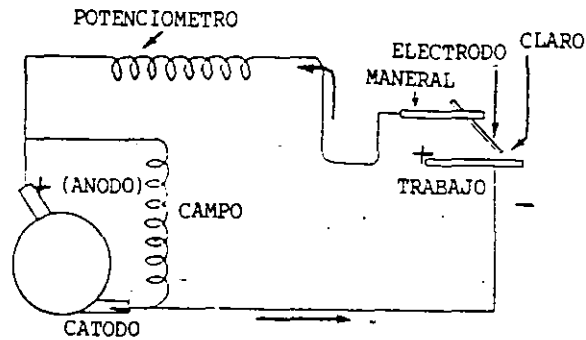 POTENCIOMETRO
ELECTRODO CLARO
MANERAL
+
+ (ANODO)
TRABAJO
CAMPO
-
CATODO